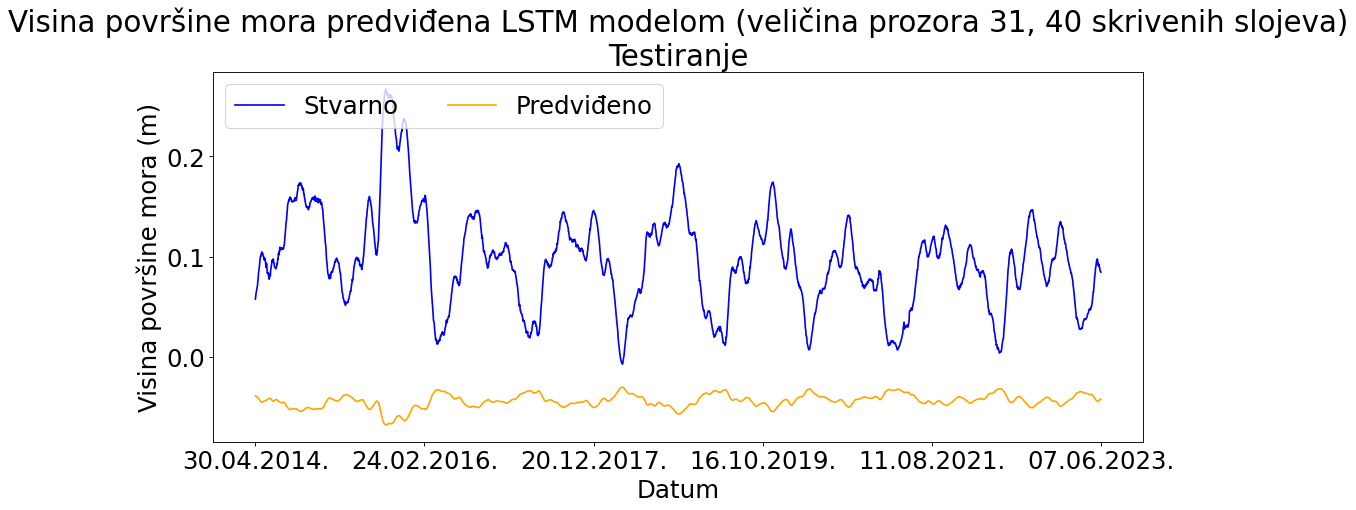 Visina površine mora predviđena LSTM modelom (veličina prozora 31, 40 skrivenih slojeva)
Testiranje
Stvarno
Predviđeno
Visina površine mora (m)
0.2
0.1
0.0
30.04.2014.
24.02.2016.
20.12.2017.
16.10.2019.
11.08.2021.
07.06.2023.
Datum